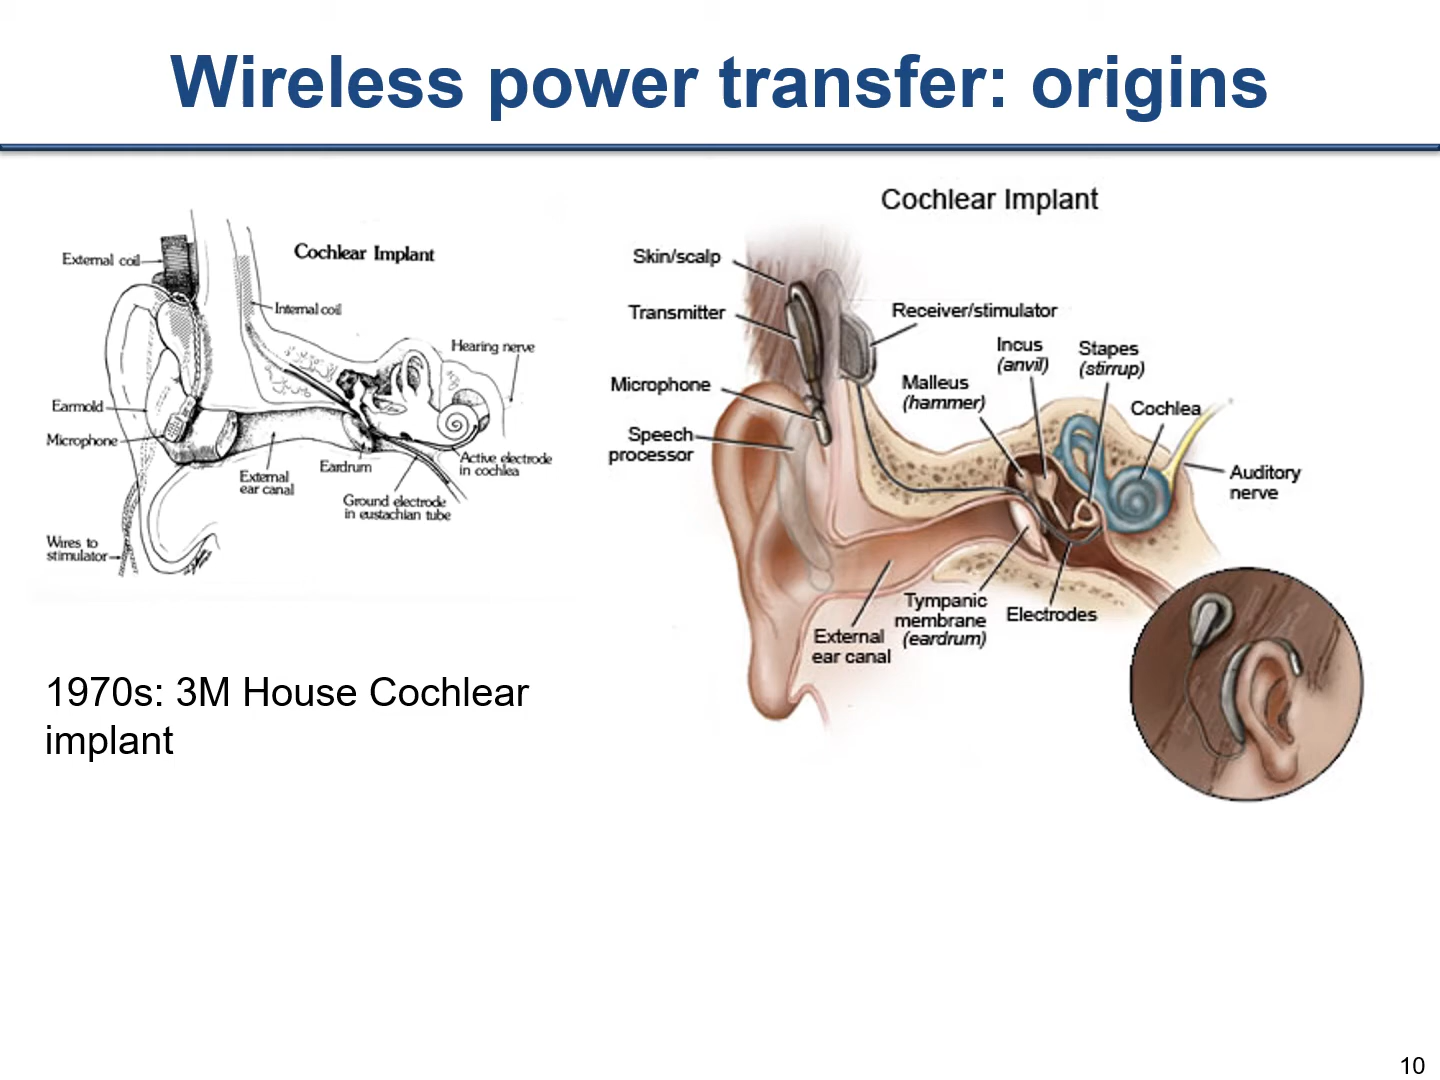 Wireless power transfer: origins
Cochlear Implant
External coil
Internal coil
Hearing nerve
Earmold
Microphone
External
ear canal
Eardrum
Active electrode
in cochlea
Ground electrode
in eustachian tube
Wires to
stimulator
1970s: 3M House Cochlear
implant
Cochlear Implant
Skin/scalp
Transmitter
Receiver/stimulator
Incus
(anvil)
Stapes
(stirrup)
Malleus
(hammer)
Microphone
Cochlea
Speech
processor
Auditory
nerve
Tympanic
membrane
(eardrum)
Electrodes
External
ear canal
10